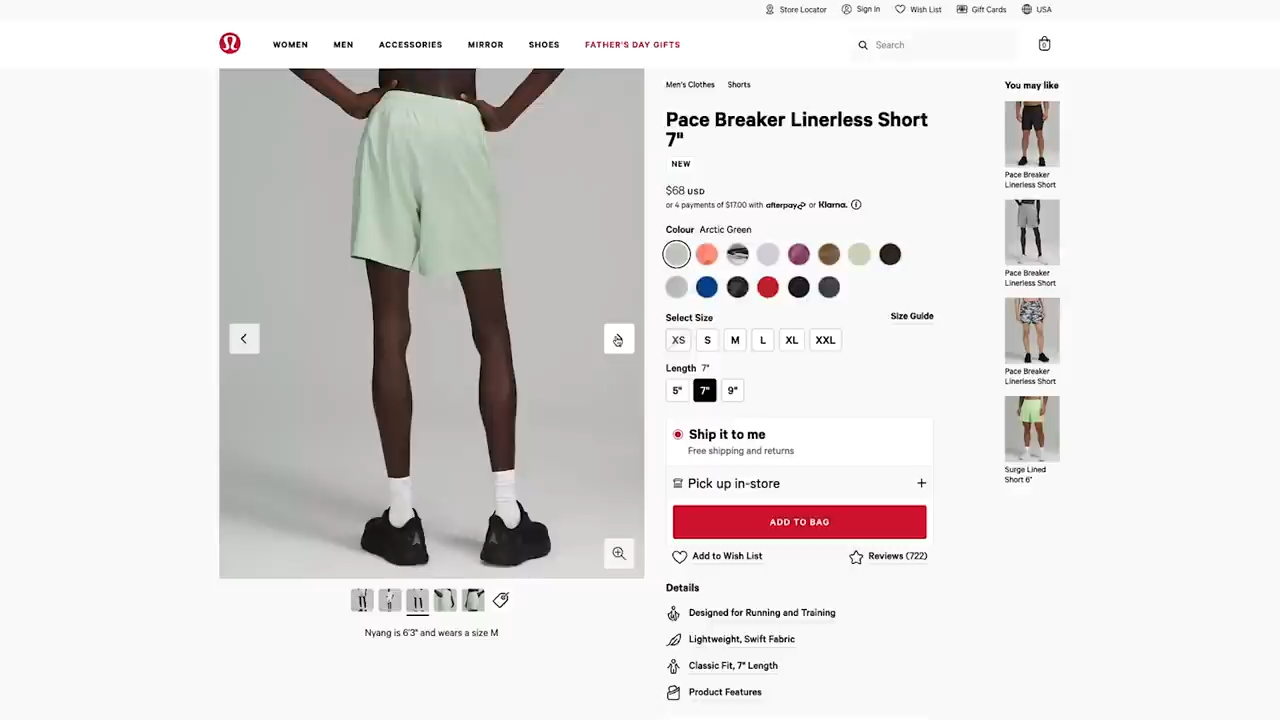 Store Locator
Sign In
Wish List
Gift Cards
USA
WOMEN
MEN
ACCESSORIES
MIRROR
SHOES
FATHER'S DAY GIFTS
Search
0
Men's Clothes
Shorts
Pace Breaker Linerless Short
7"
NEW
$68 USD
or 4 payments of $17.00 with afterpay or Klarna.
Colour Arctic Green
Select Size
Size Guide
XS
S
M
L
XL
XXL
Length 7"
5"
7"
9"
Ship it to me
Free shipping and returns
Pick up in-store
ADD TO BAG
Add to Wish List
Reviews (722)
Details
Designed for Running and Training
Lightweight, Swift Fabric
Classic Fit, 7" Length
Product Features
Nyang is 6'3" and wears a size M
You may like
Pace Breaker
Linerless Short
Pace Breaker
Linerless Short
Pace Breaker
Linerless Short
Surge Lined
Short 6"